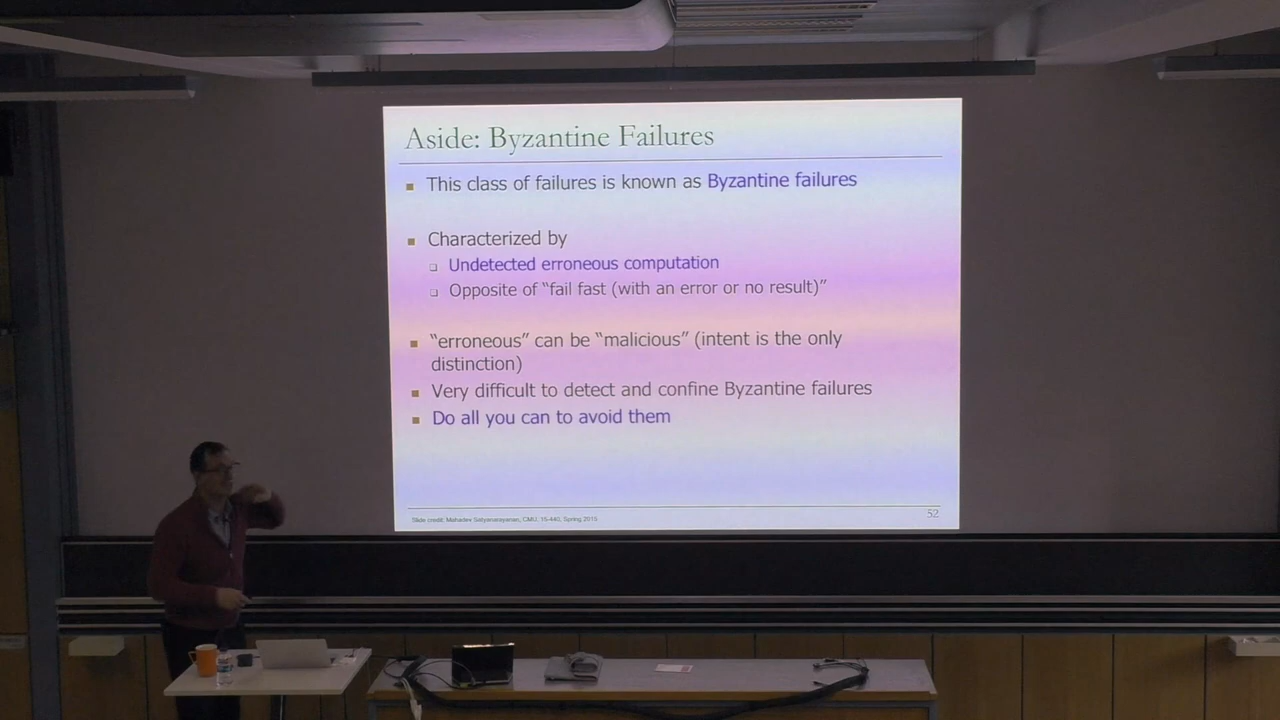 Aside: Byzantine Failures
This class of failures is known as Byzantine failures
Characterized by
Undetected erroneous computation
Opposite of “fail fast (with an error or no result)”
“erroneous” can be “malicious” (intent is the only
distinction)
Very difficult to detect and confine Byzantine failures
Do all you can to avoid them
Slide credit: Mahadev Satyanarayanan, CMU, 15-440, Spring 2015
52